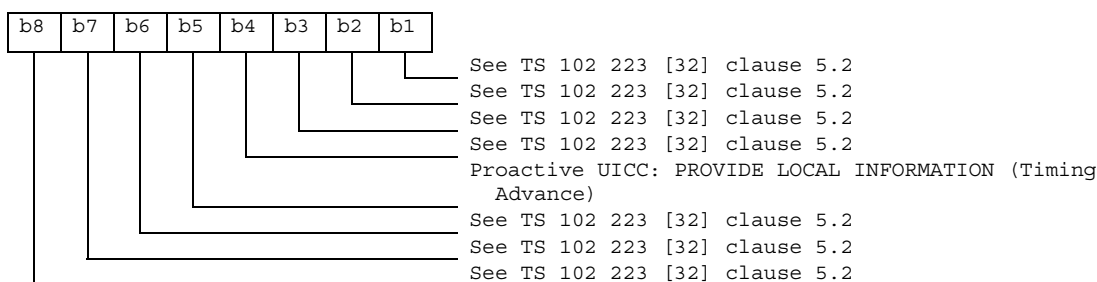 b8 b7 b6 b5 b4 b3 b2 b1
See TS 102 223 [32] clause 5.2
See TS 102 223 [32] clause 5.2
See TS 102 223 [32] clause 5.2
See TS 102 223 [32] clause 5.2
Proactive UICC: PROVIDE LOCAL INFORMATION (Timing
Advance)
See TS 102 223 [32] clause 5.2
See TS 102 223 [32] clause 5.2
See TS 102 223 [32] clause 5.2